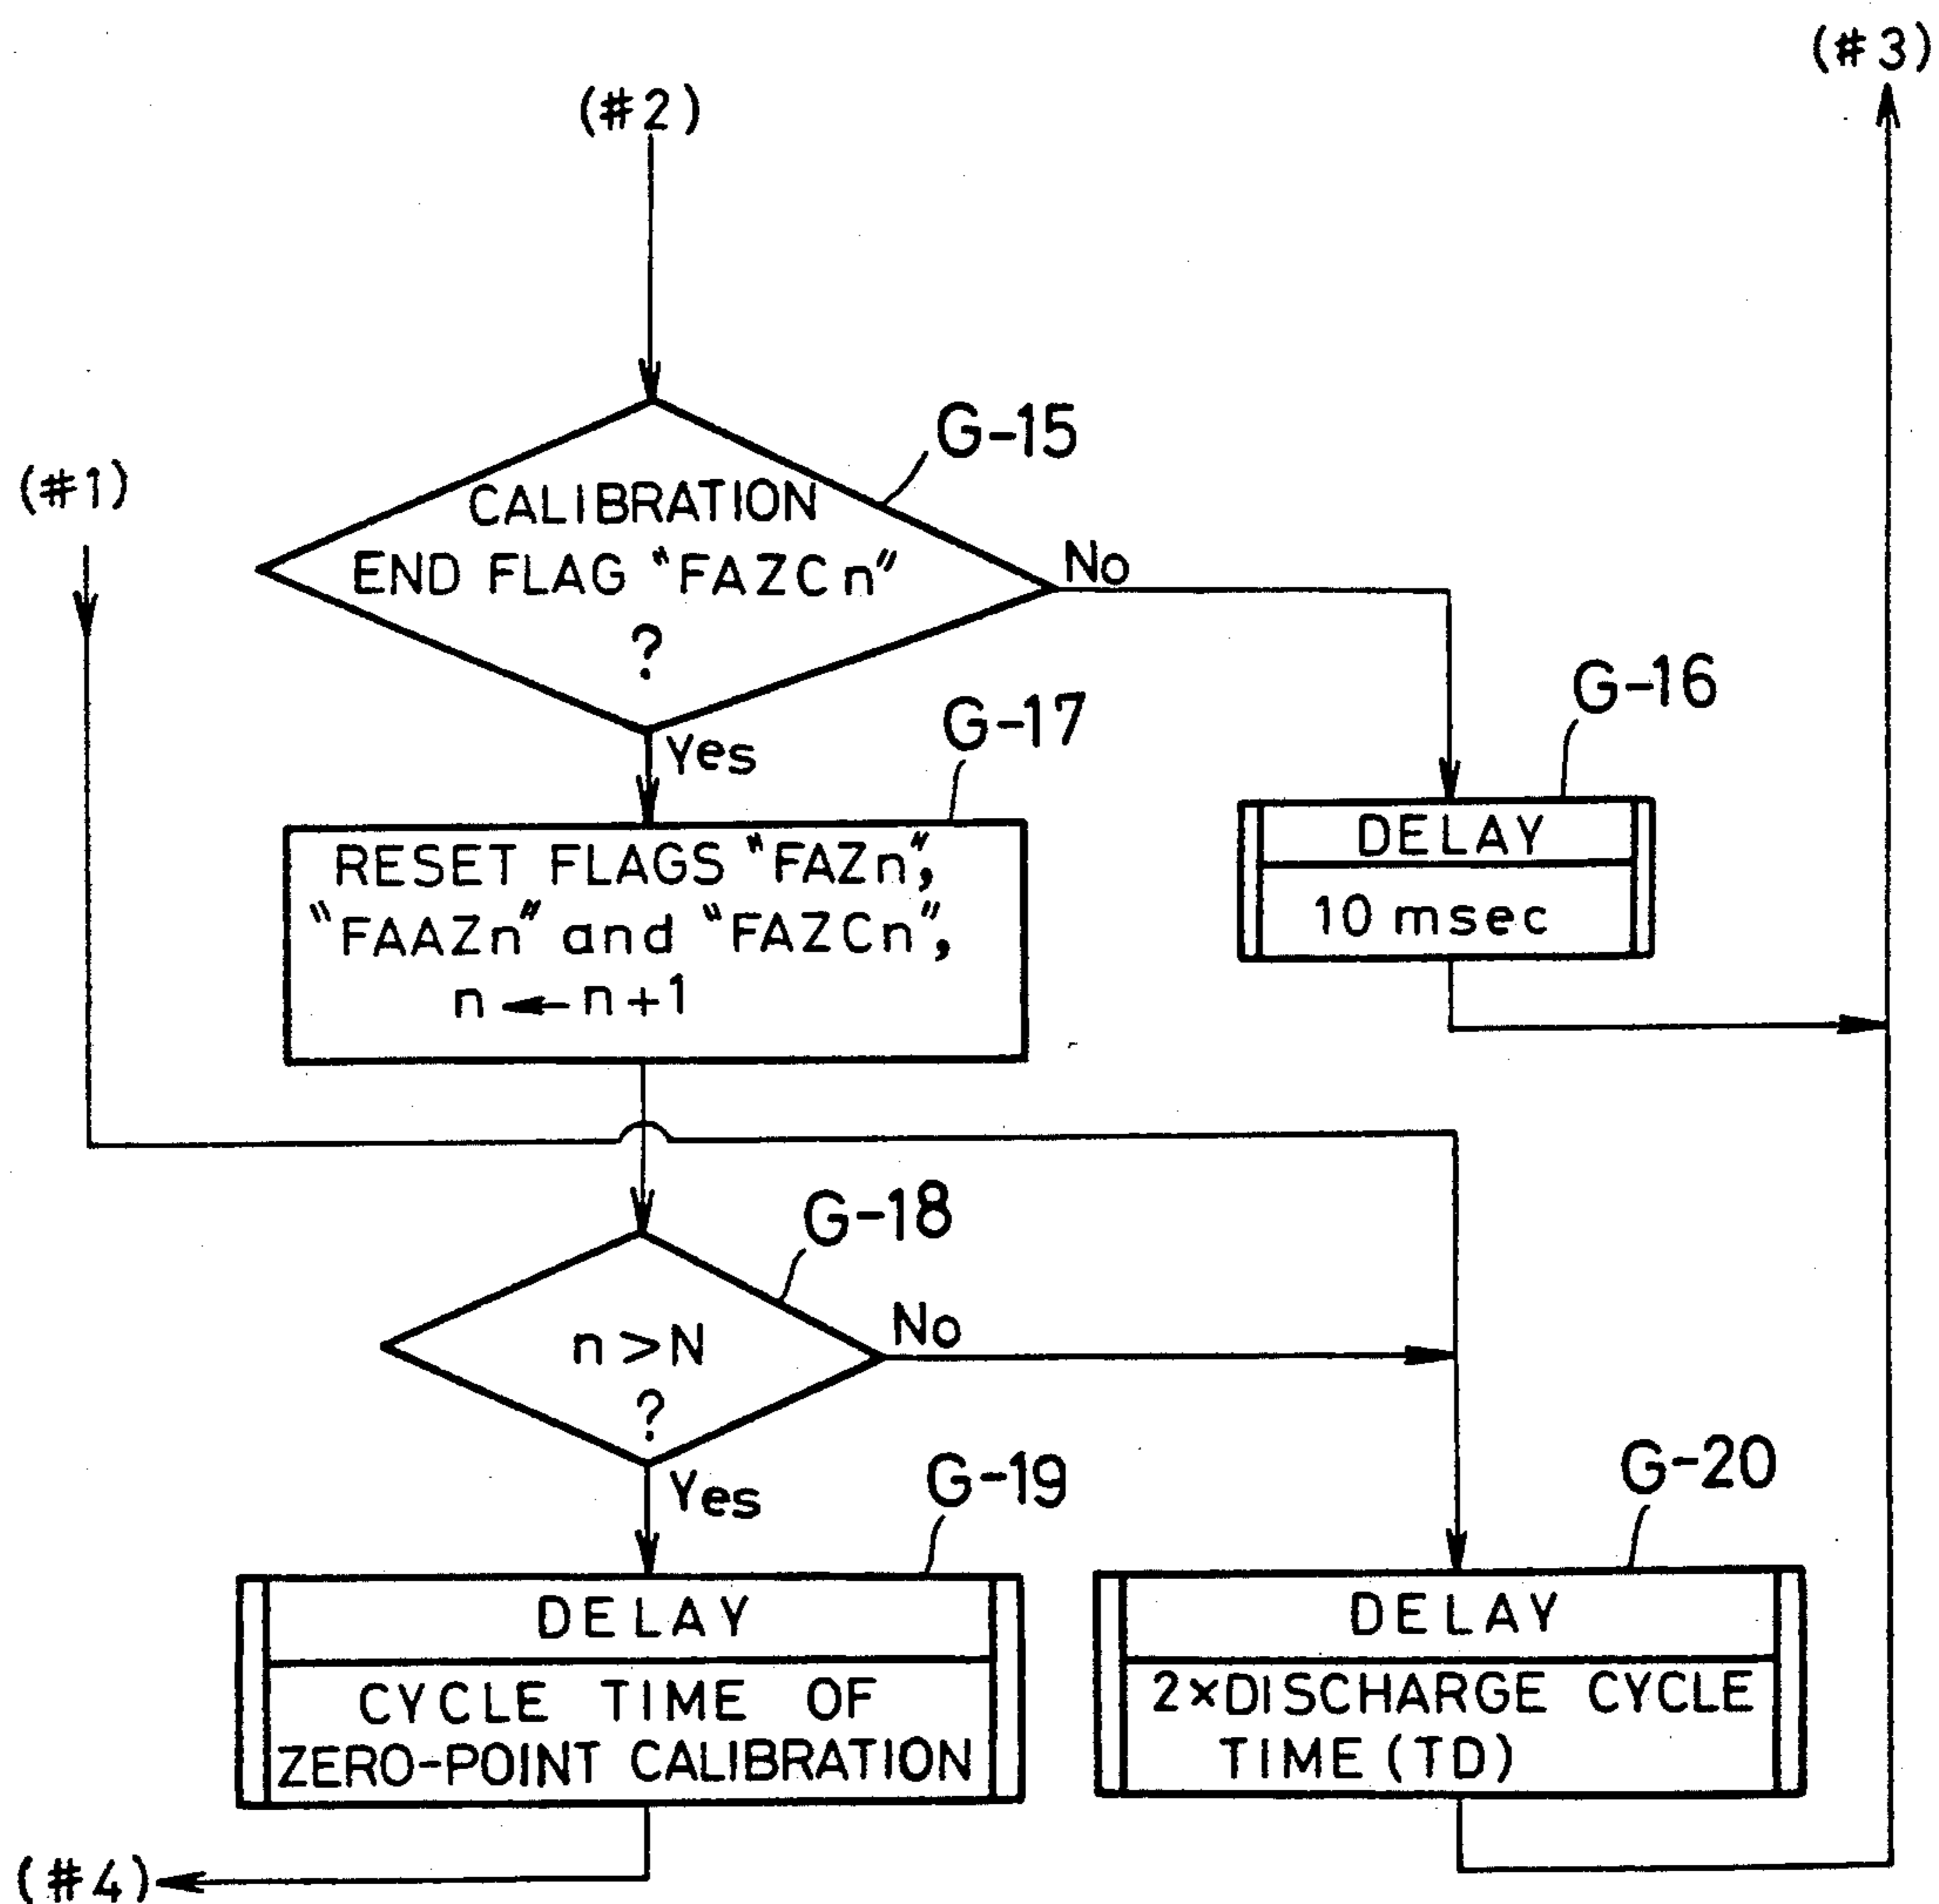 (#3)
(#2)
(#1)
G-15
CALIBRATION
END FLAG "FAZCn"
?
No
Yes
G-16
DELAY
10 msec
G-17
RESET FLAGS "FAZn",
"FAAZn" and "FAZCn",
n ← n+1
G-18
n > N
?
No
Yes
G-19
DELAY
CYCLE TIME OF
ZERO-POINT CALIBRATION
G-20
DELAY
2×DISCHARGE CYCLE
TIME (TD)
(#4)